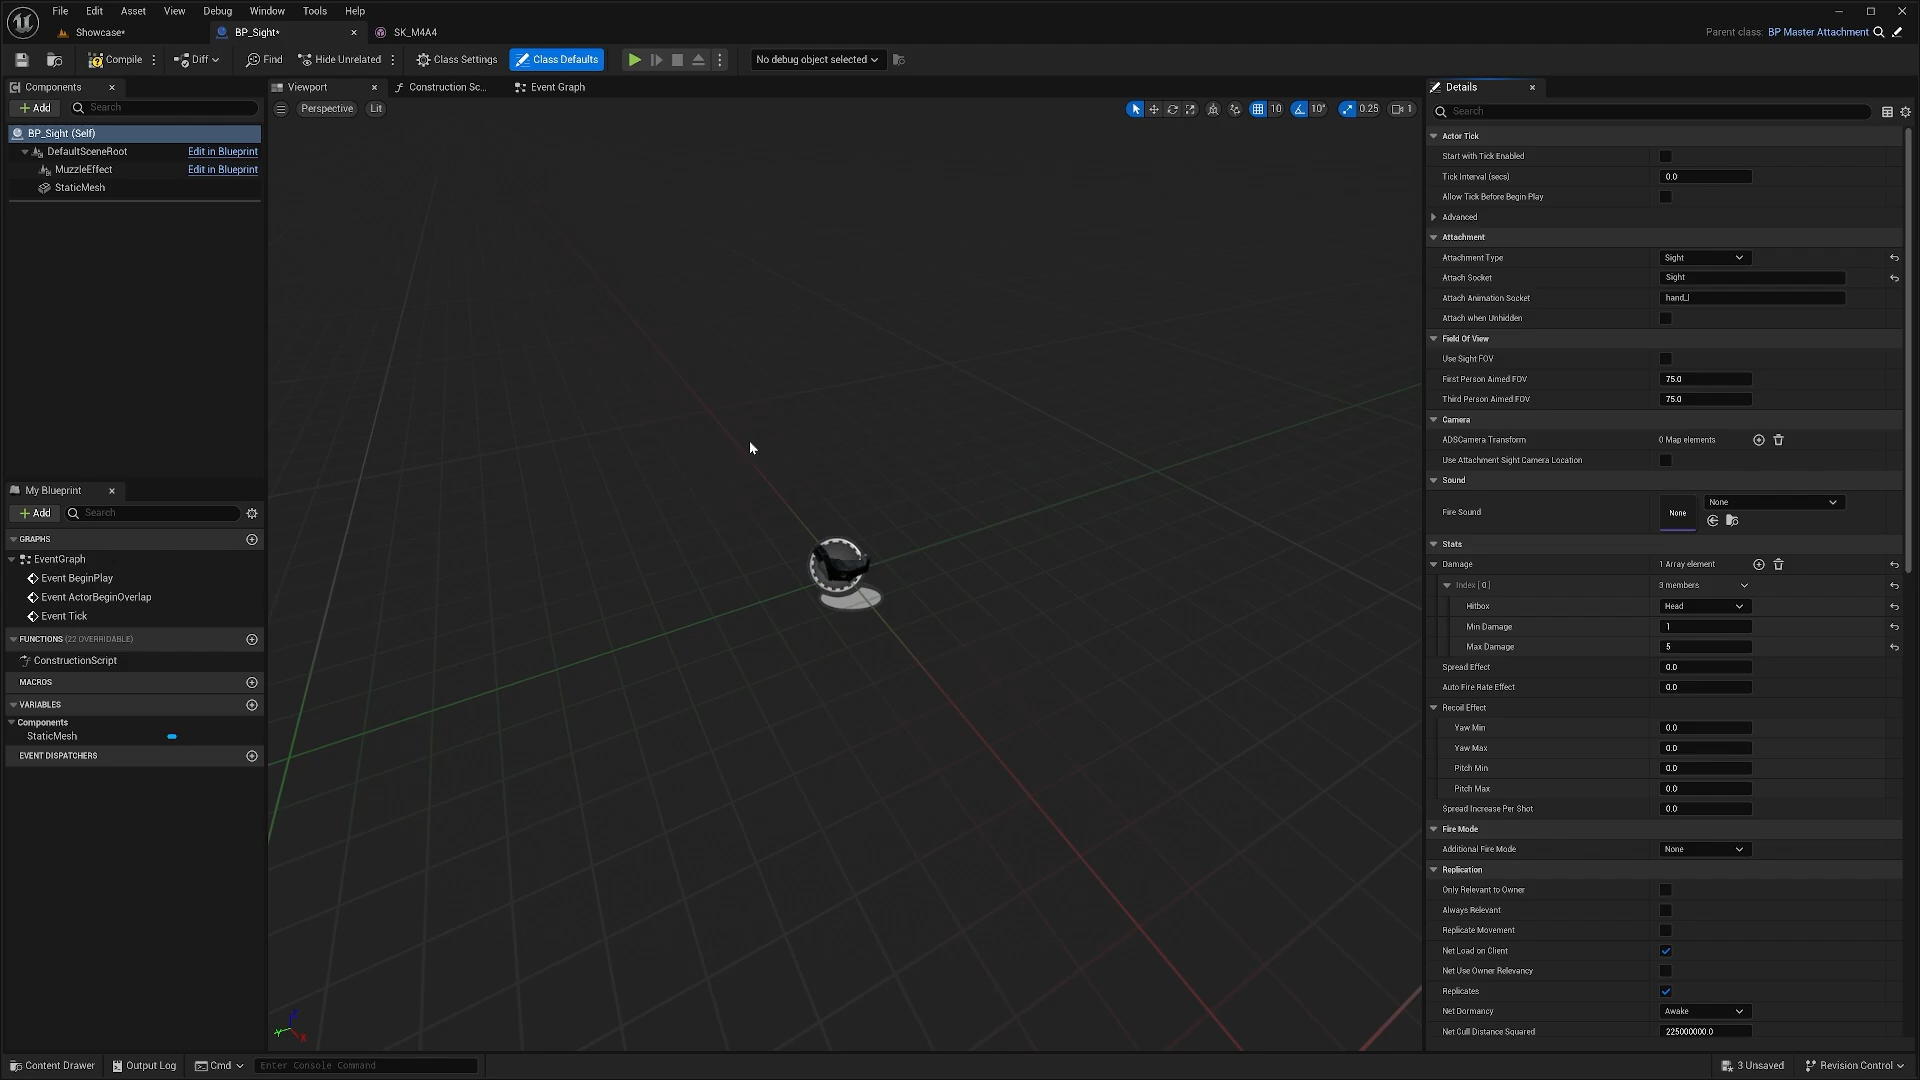 File Edit Asset View Debug Window Tools Help
Showcase* BP_Sight* SK_M4A4
Parent class: BP Master Attachment
Compile Diff Find Hide Unrelated Class Settings Class Defaults No debug object selected
Components
Add Search
BP_Sight (Self)
DefaultSceneRoot Edit in Blueprint
MuzzleEffect Edit in Blueprint
StaticMesh
My Blueprint
Add Search
GRAPHS
EventGraph
Event BeginPlay
Event ActorBeginOverlap
Event Tick
FUNCTIONS (22 OVERRIDABLE)
ConstructionScript
MACROS
VARIABLES
Components
StaticMesh
EVENT DISPATCHERS
Viewport Construction Sc... Event Graph
Perspective Lit
10 10° 0.25 1
Details
Search
Actor Tick
Start with Tick Enabled
Tick Interval (secs) 0.0
Allow Tick Before Begin Play
Advanced
Attachment
Attachment Type Sight
Attach Socket Sight
Attach Animation Socket hand_l
Attach when Unhidden
Field Of View
Use Sight FOV
First Person Aimed FOV 75.0
Third Person Aimed FOV 75.0
Camera
ADSCamera Transform 0 Map elements
Use Attachment Sight Camera Location
Sound
Fire Sound None None
Stats
Damage 1 Array element
Index [ 0 ] 3 members
Hitbox Head
Min Damage 1
Max Damage 5
Spread Effect 0.0
Auto Fire Rate Effect 0.0
Recoil Effect
Yaw Min 0.0
Yaw Max 0.0
Pitch Min 0.0
Pitch Max 0.0
Spread Increase Per Shot 0.0
Fire Mode
Additional Fire Mode None
Replication
Only Relevant to Owner
Always Relevant
Replicate Movement
Net Load on Client
Net Use Owner Relevancy
Replicates
Net Dormancy Awake
Net Cull Distance Squared 225000000.0
Content Drawer Output Log Cmd Enter Console Command
3 Unsaved Revision Control